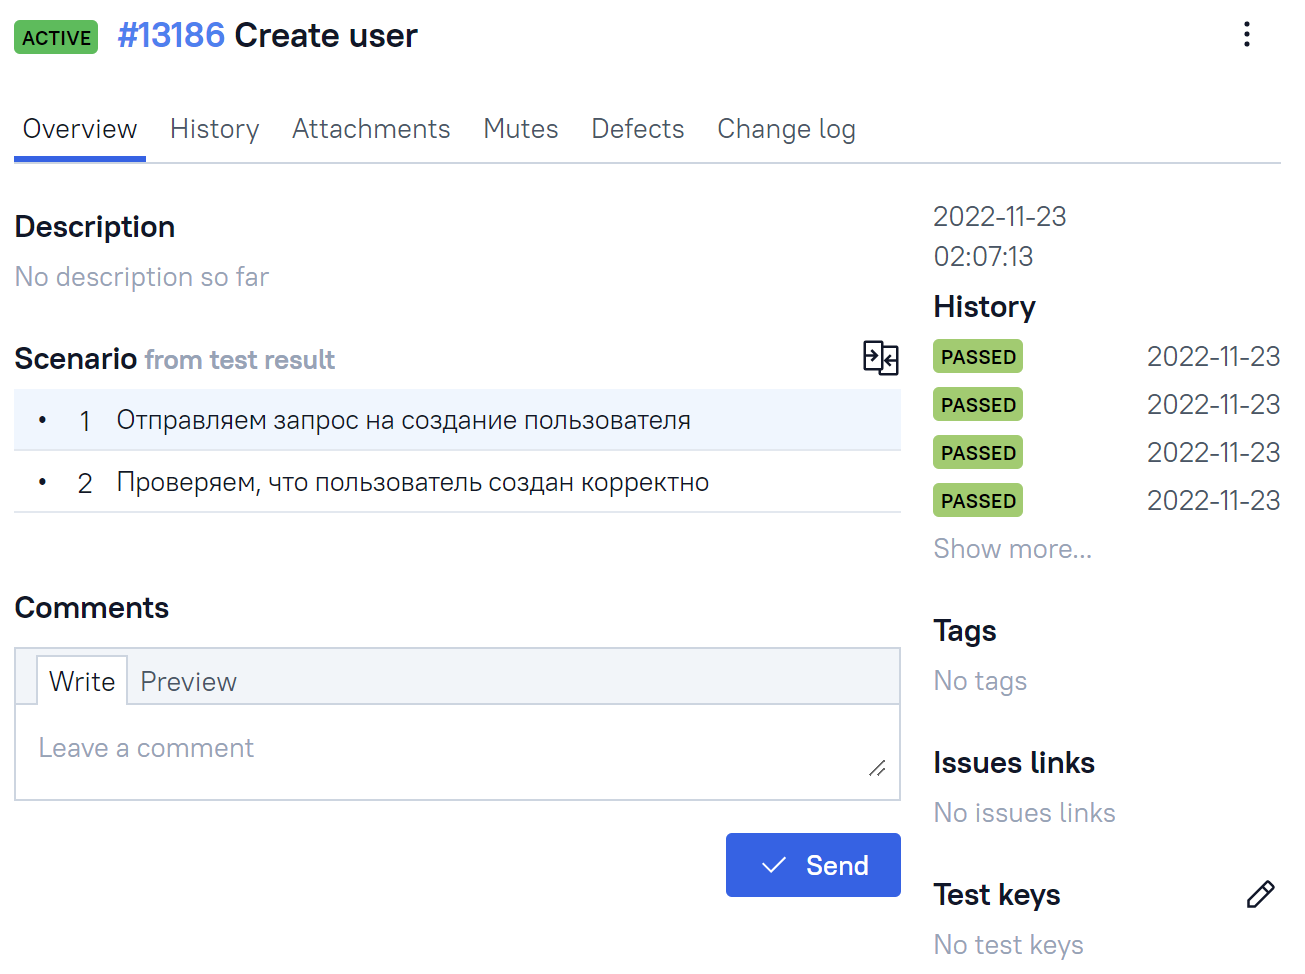 ACTIVE #13186 Create user
Overview History Attachments Mutes Defects Change log
Description
No description so far
Scenario from test result
• 1 Отправляем запрос на создание пользователя
• 2 Проверяем, что пользователь создан корректно
Comments
Write Preview
Leave a comment
Send
2022-11-23
02:07:13
History
PASSED 2022-11-23
PASSED 2022-11-23
PASSED 2022-11-23
PASSED 2022-11-23
Show more...
Tags
No tags
Issues links
No issues links
Test keys
No test keys